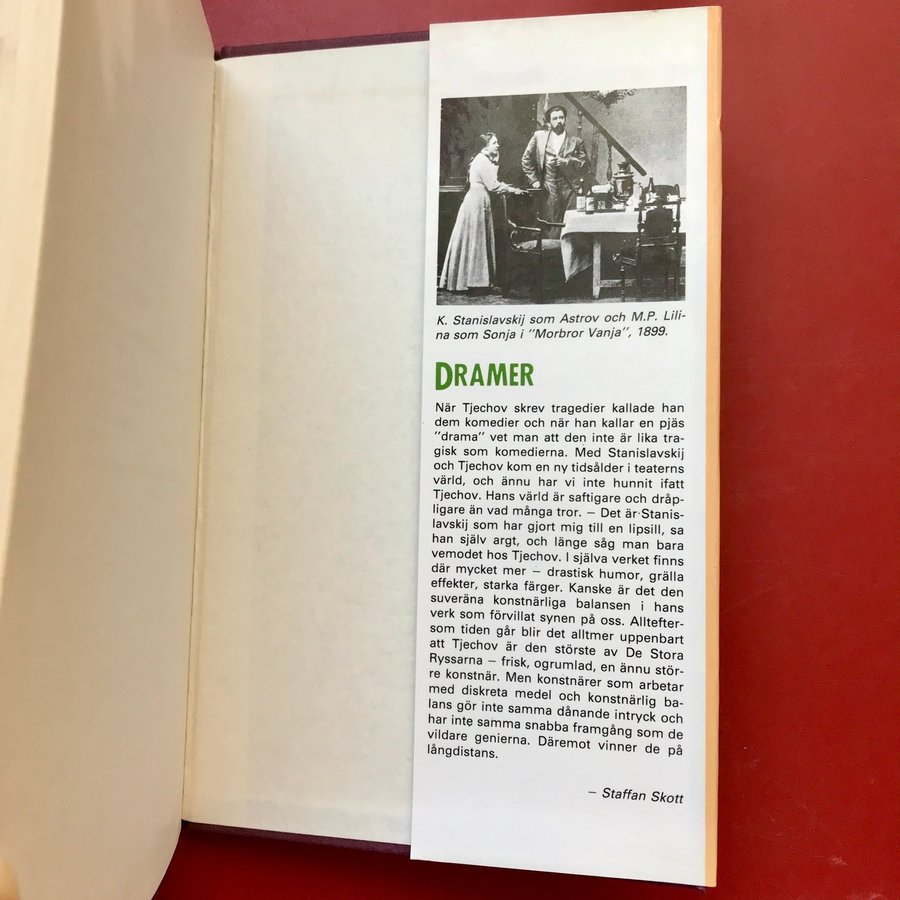 K. Stanislavskij som Astrov och M.P. Lili-
na som Sonja i "Morbror Vanja", 1899.
DRAMER
När Tjechov skrev tragedier kallade han
dem komedier och när han kallar en pjäs
"drama" vet man att den inte är lika tra-
gisk som komedierna. Med Stanislavskij
och Tjechov kom en ny tidsålder i teaterns
värld, och ännu har vi inte hunnit ifatt
Tjechov. Hans värld är saftigare och dråp-
ligare än vad många tror. – Det är Stanis-
lavskij som har gjort mig till en lipsill, sa
han själv argt, och länge såg man bara
vemodet hos Tjechov. I själva verket finns
där mycket mer – drastisk humor, grälla
effekter, starka färger. Kanske är det den
suveräna konstnärliga balansen i hans
verk som förvillat synen på oss. Alltefter-
som tiden går blir det alltmer uppenbart
att Tjechov är den störste av De Stora
Ryssarna – frisk, ogrumlad, en ännu stör-
re konstnär. Men konstnärer som arbetar
med diskreta medel och konstnärlig ba-
lans gör inte samma dånande intryck och
har inte samma snabba framgång som de
vildare genierna. Däremot vinner de på
långdistans.
– Staffan Skott